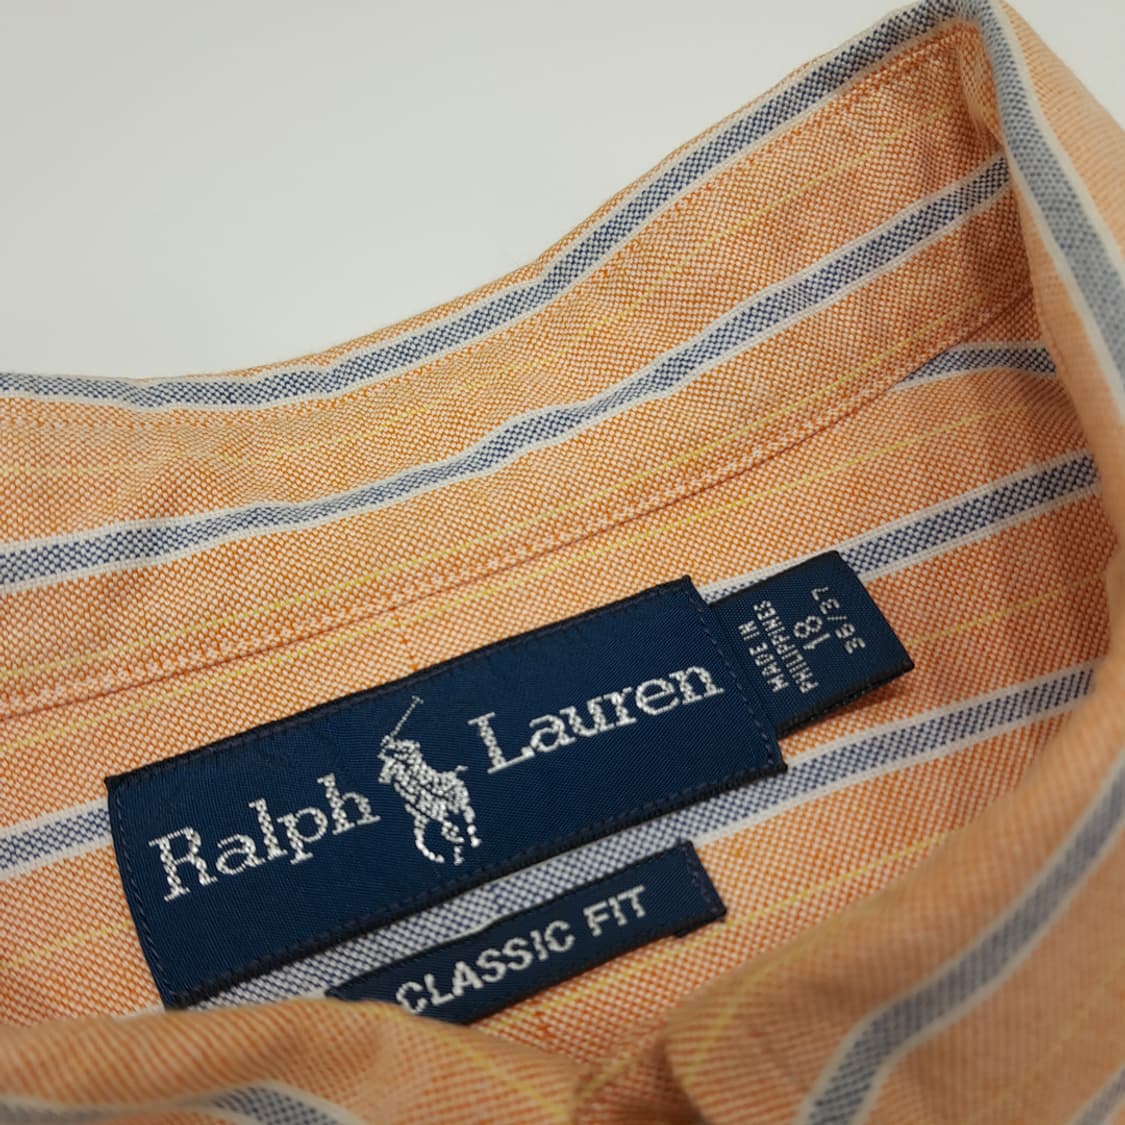 Ralph Lauren
MADE IN
PHILIPPINES
18
36/37
CLASSIC FIT